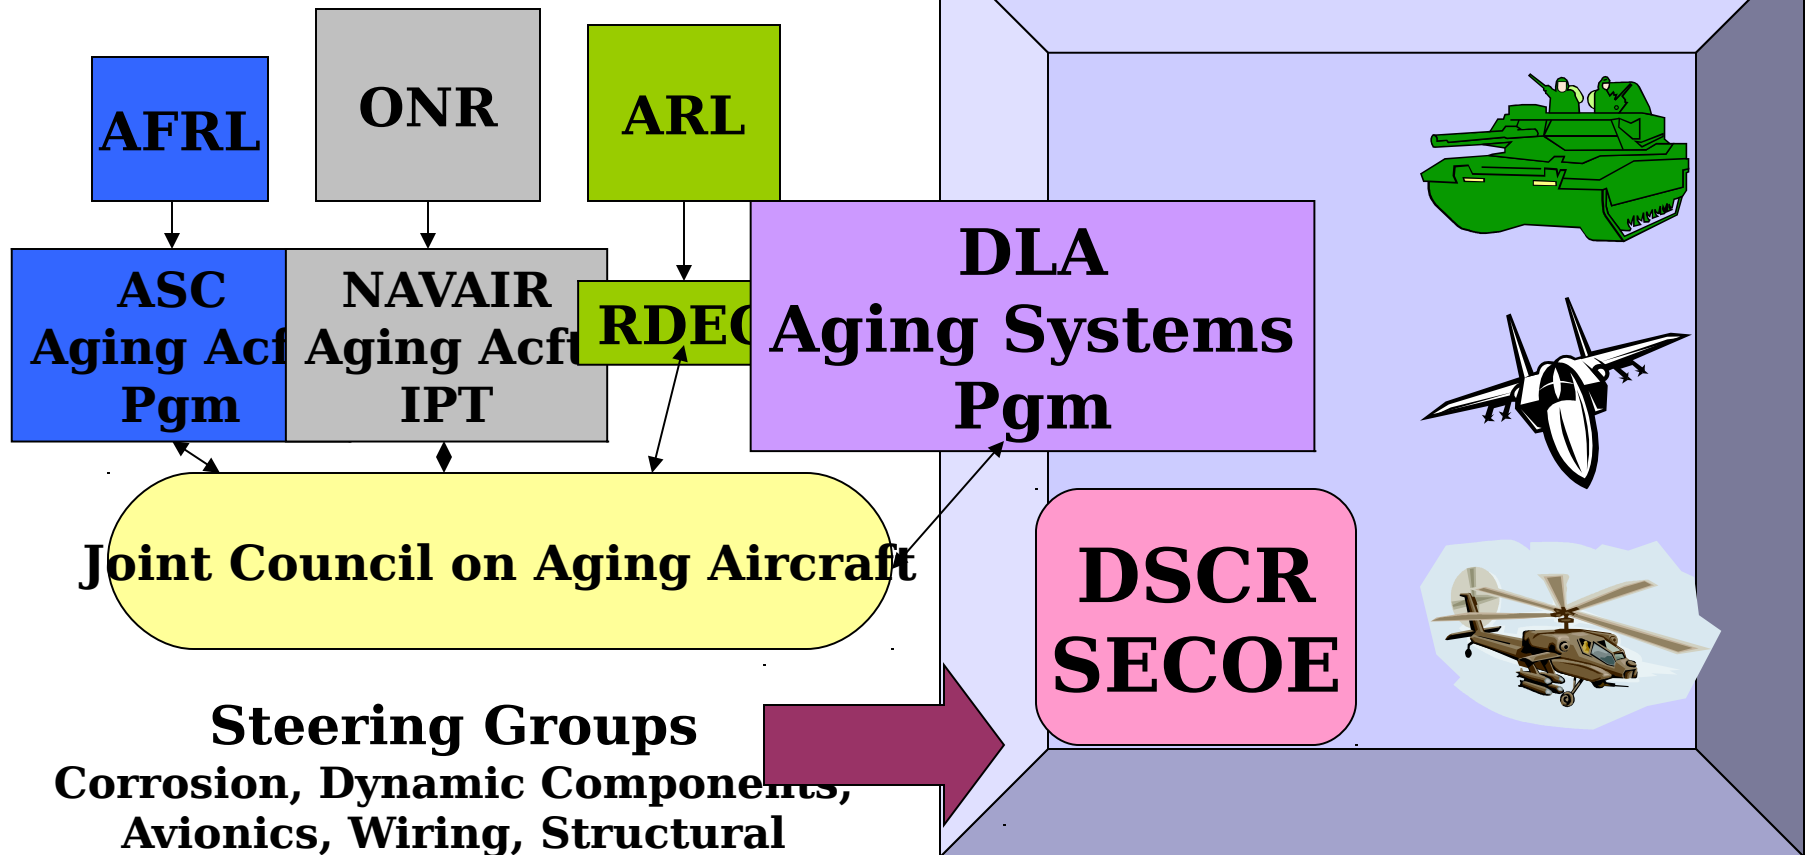 AFRL
ONR
ARL
ASC
Aging Acf
Pgm
NAVAIR
Aging Acft
IPT
RDEC
DLA
Aging Systems
Pgm
Joint Council on Aging Aircraft
DSCR
SECOE
Steering Groups
Corrosion, Dynamic Components,
Avionics, Wiring, Structural